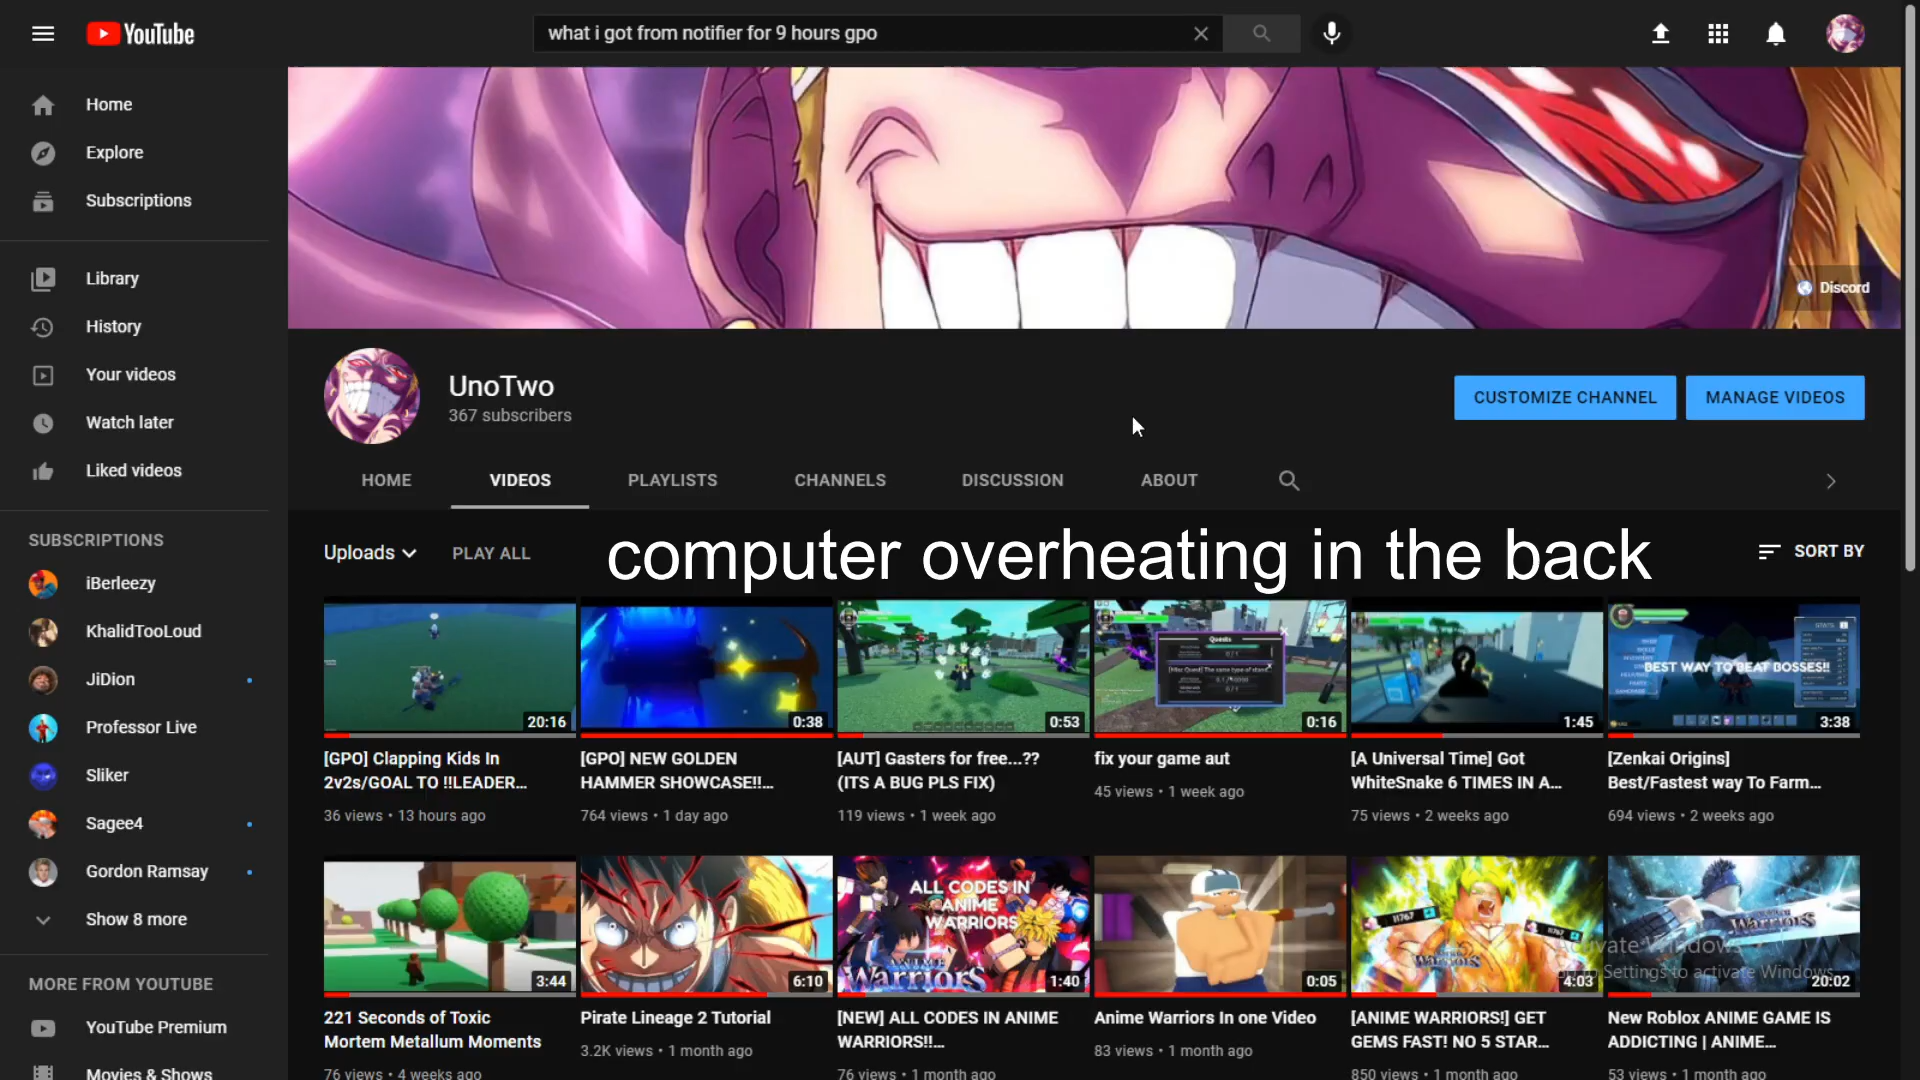 YouTube
what i got from notifier for 9 hours gpo
Home
Explore
Subscriptions
Library
History
Your videos
Watch later
Liked videos
SUBSCRIPTIONS
iBerleezy
KhalidTooLoud
JiDion
Professor Live
Sliker
Sagee4
Gordon Ramsay
Show 8 more
MORE FROM YOUTUBE
YouTube Premium
Movies & Shows
Discord
UnoTwo
367 subscribers
CUSTOMIZE CHANNEL
MANAGE VIDEOS
HOME
VIDEOS
PLAYLISTS
CHANNELS
DISCUSSION
ABOUT
Uploads
PLAY ALL
computer overheating in the back
SORT BY
20:16
[GPO] Clapping Kids In
2v2s/GOAL TO !!LEADER...
36 views • 13 hours ago
0:38
[GPO] NEW GOLDEN
HAMMER SHOWCASE!!...
764 views • 1 day ago
0:53
[AUT] Gasters for free...??
(ITS A BUG PLS FIX)
119 views • 1 week ago
Quests
0:16
fix your game aut
45 views • 1 week ago
1:45
[A Universal Time] Got
WhiteSnake 6 TIMES IN A...
75 views • 2 weeks ago
STATS
BEST WAY TO BEAT BOSSES!!
3:38
[Zenkai Origins]
Best/Fastest way To Farm...
694 views • 2 weeks ago
3:44
221 Seconds of Toxic
Mortem Metallum Moments
76 views • 4 weeks ago
6:10
Pirate Lineage 2 Tutorial
3.2K views • 1 month ago
ALL CODES IN
ANIME
WARRIORS
ANIME
WARRIORS
1:40
[NEW] ALL CODES IN ANIME
WARRIORS!!...
76 views • 1 month ago
0:05
Anime Warriors In one Video
83 views • 1 month ago
11767
4:03
[ANIME WARRIORS!] GET
GEMS FAST! NO 5 STAR...
850 views • 1 month ago
WARRIORS
20:02
New Roblox ANIME GAME IS
ADDICTING | ANIME...
53 views • 1 month ago
Activate Windows
Settings to activate Windows.